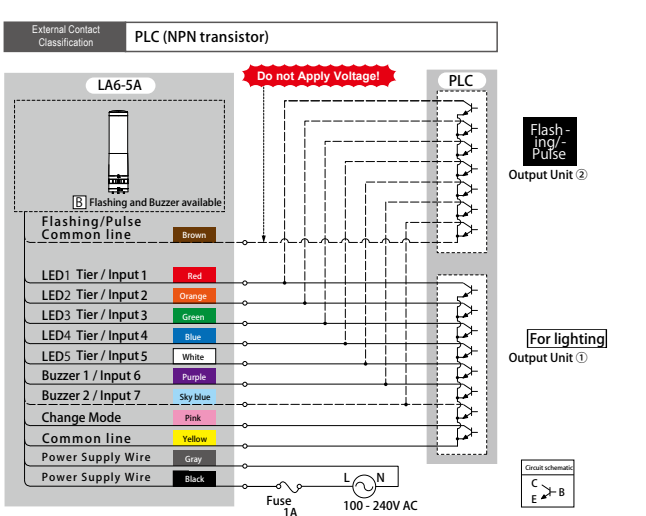 External Contact
Classification
PLC (NPN transistor)
Do not Apply Voltage!
LA6-5A
PLC
B Flashing and Buzzer available
Flashing/Pulse
Common line
Brown
LED1 Tier / Input 1
Red
LED2 Tier / Input 2
Orange
LED3 Tier / Input 3
Green
LED4 Tier / Input 4
Blue
LED5 Tier / Input 5
White
Buzzer 1 / Input 6
Purple
Buzzer 2 / Input 7
Sky blue
Change Mode
Pink
Common line
Yellow
Power Supply Wire
Gray
Power Supply Wire
Black
Fuse
1A
L
N
100 - 240V AC
Flash-
ing/-
Pulse
Output Unit ②
For lighting
Output Unit ①
Circuit schematic
C
E
B